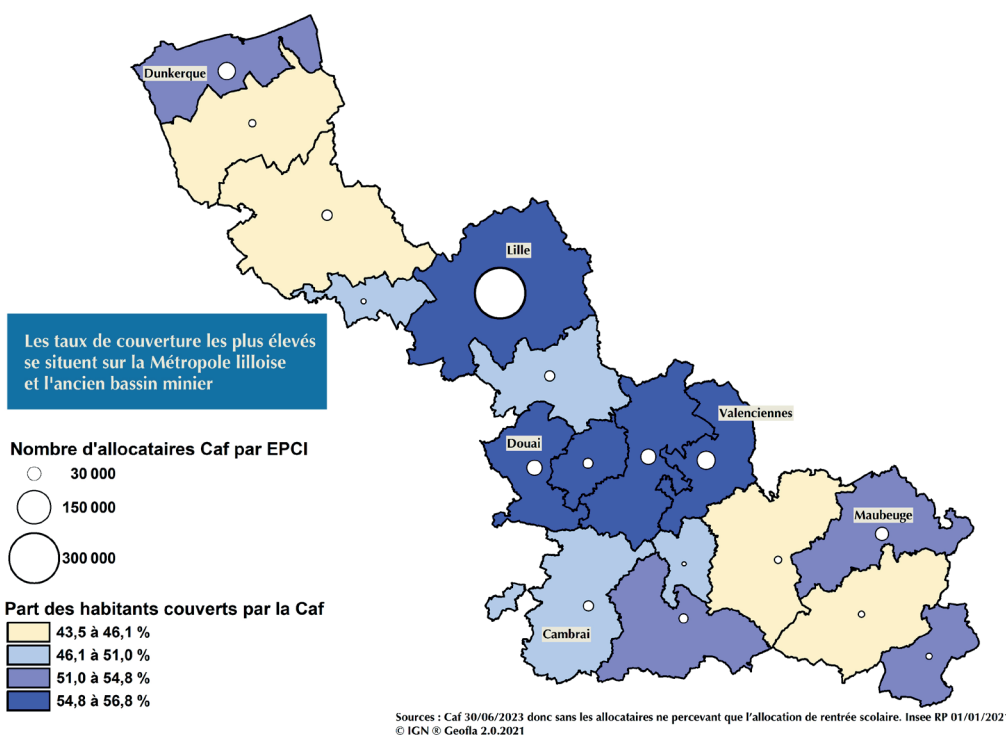 Dunkerque
Lille
Les taux de couverture les plus élevés
se situent sur la Métropole lilloise
et l'ancien bassin minier
Valenciennes
Douai
Nombre d'allocataires Caf par EPCI
30 000
150 000
300 000
Maubeuge
Part des habitants couverts par la Caf
43,5 à 46,1 %
46,1 à 51,0 %
51,0 à 54,8 %
54,8 à 56,8 %
Cambrai
Sources : Caf 30/06/2023 donc sans les allocataires ne percevant que l'allocation de rentrée scolaire. Insee RP 01/01/202
© IGN ® Geofla 2.0.2021